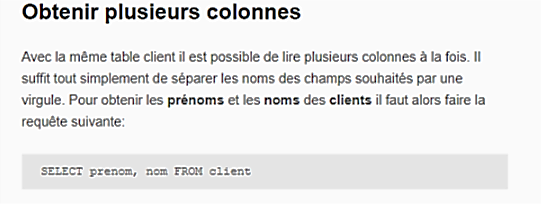 Obtenir plusieurs colonnes
Avec la même table client il est possible de lire plusieurs colonnes à la fois. Il
suffit tout simplement de séparer les noms des champs souhaités par une
virgule. Pour obtenir les prénoms et les noms des clients il faut alors faire la
requête suivante:
SELECT prenom, nom FROM client